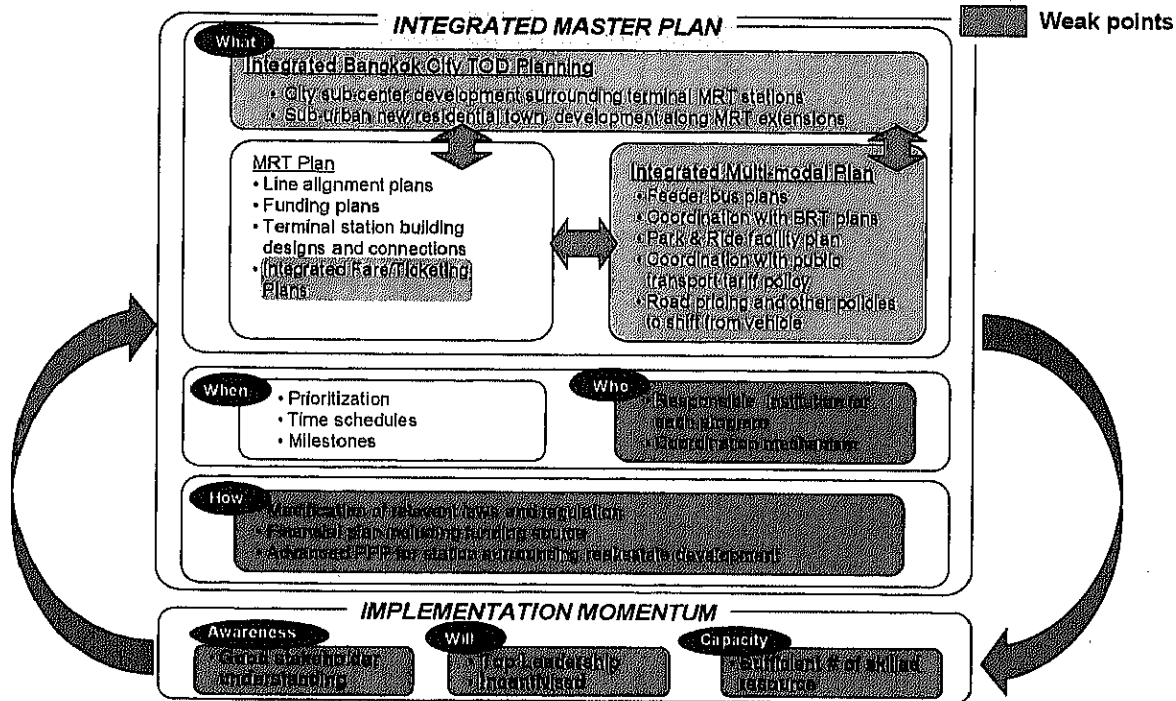 INTEGRATED MASTER PLAN
Weak points
What
Integrated Bangkok City TOD Planning
• City sub-center development surrounding terminal MRT stations
• Sub-urban new residential town, development along MRT extensions
MRT Plan
• Line alignment plans
• Funding plans
• Terminal station building
designs and connections
• Integrated Fare/Ticketing
Plans
Integrated Multi-modal Plan
• Feeder bus plans
• Coordination with BRT plans
• Park & Ride facility plan
• Coordination with public
transport tariff policy
• Road pricing and other policies
to shift from vehicle
When
• Prioritization
• Time schedules
• Milestones
Who
• Responsible institution for
each program
• Coordination mechanism
How
• Modification of relevant laws and regulation
• Financial plan including funding source
• Advanced PPP for station surrounding real estate development
IMPLEMENTATION MOMENTUM
Awareness
• Good stakeholder
understanding
Will
• Top Leadership
• Incentivised
Capacity
• Sufficient # of skilled
resource